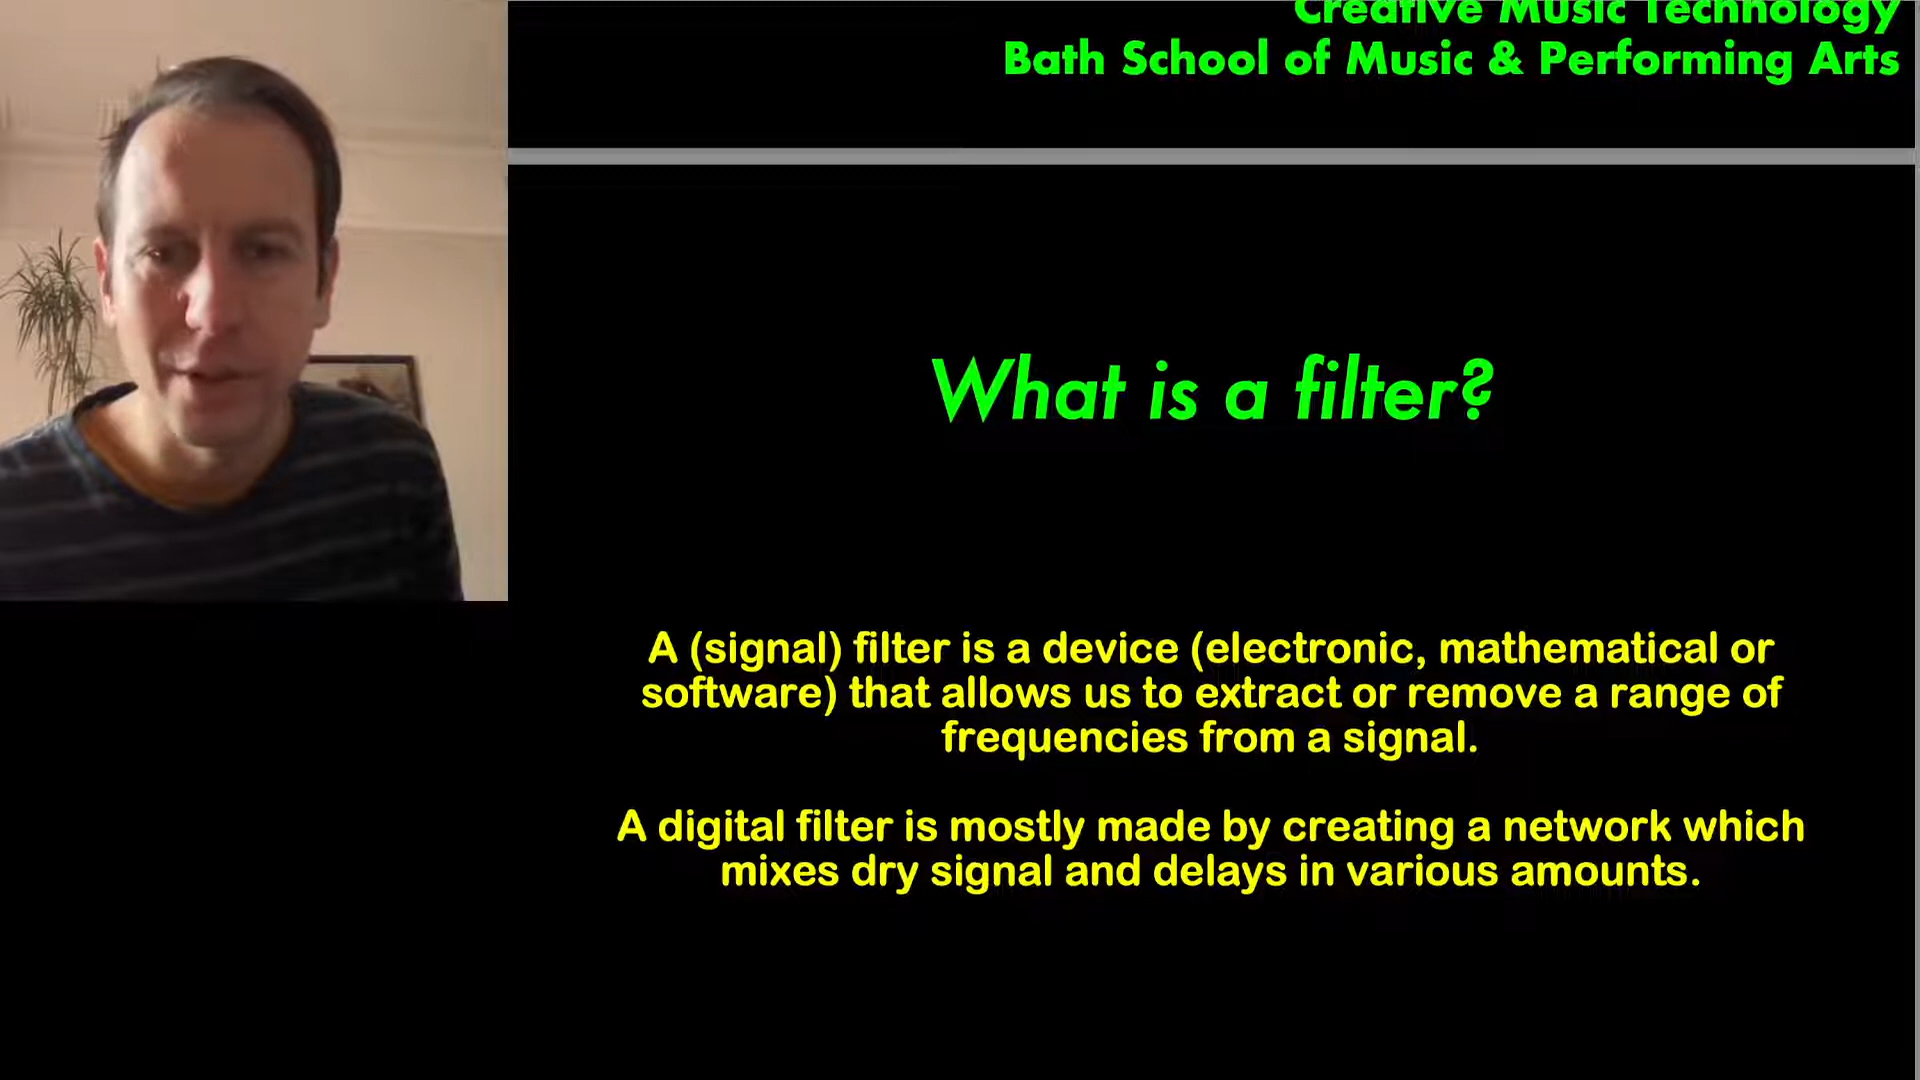 Creative Music Technology
Bath School of Music & Performing Arts
What is a filter?
A (signal) filter is a device (electronic, mathematical or
software) that allows us to extract or remove a range of
frequencies from a signal.
A digital filter is mostly made by creating a network which
mixes dry signal and delays in various amounts.